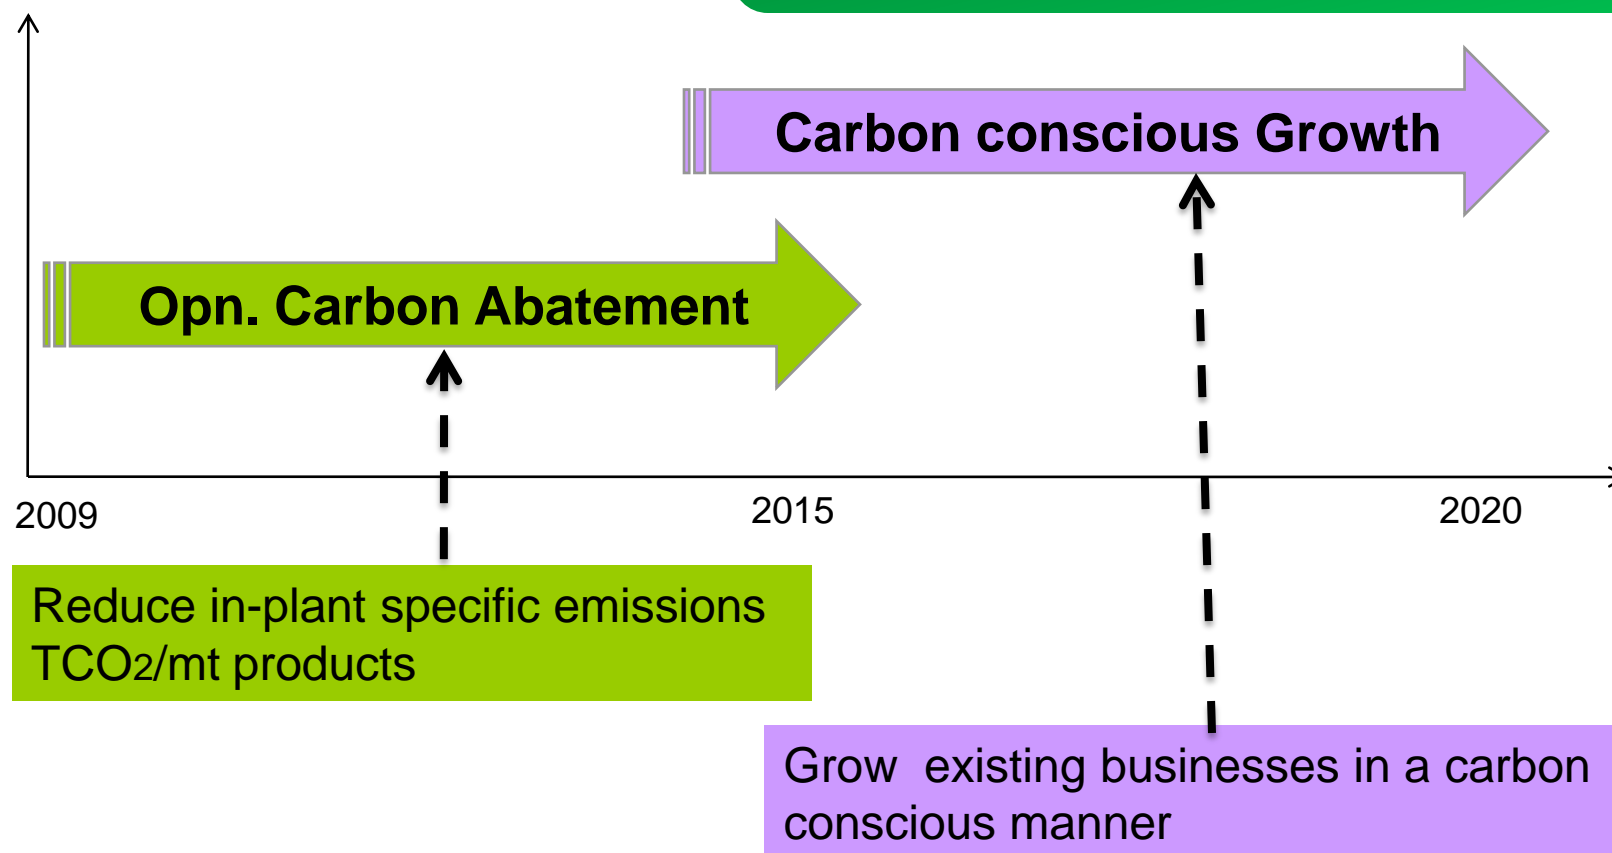 Carbon conscious Growth
Opn. Carbon Abatement
2009
2015
2020
Reduce in-plant specific emissions
TCO2/mt products
Grow  existing businesses in a carbon
conscious manner